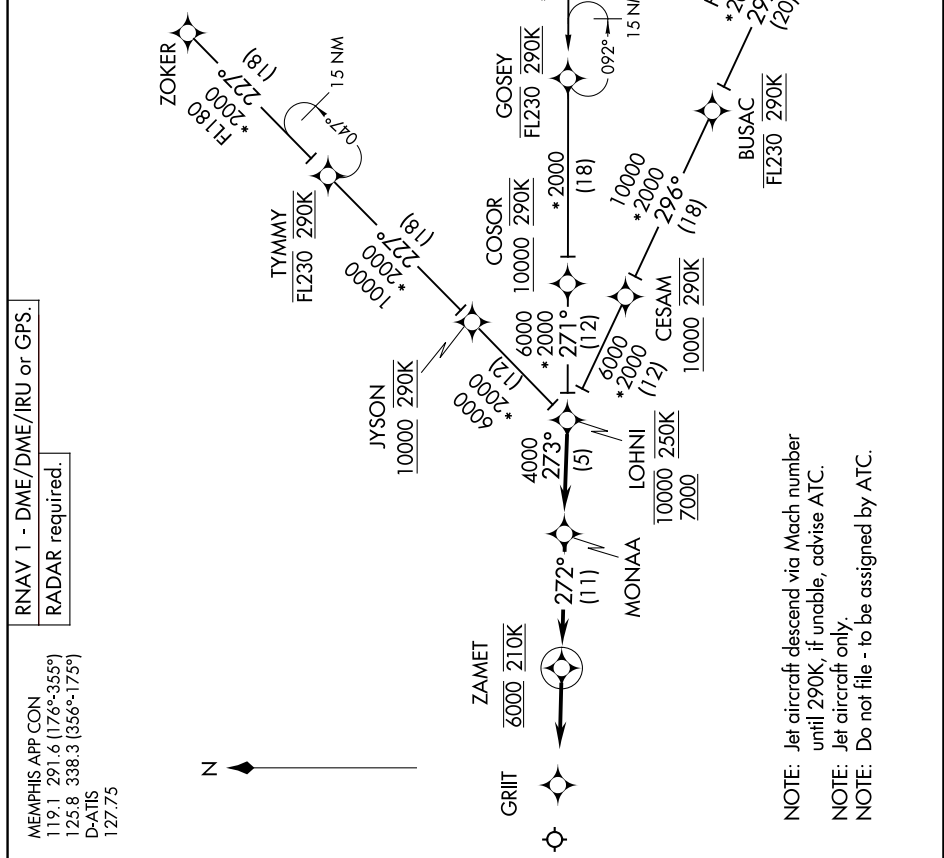 RNAV 1 - DME/DME/IRU or GPS.
RADAR required.
MEMPHIS APP CON
119.1 291.6 (176°-355°)
125.8 338.3 (356°-175°)
D-ATIS
127.75
N
ZOKER
FL180
*2000
227°
(18)
15 NM
047°
TYMMY
FL230 290K
10000
*2000
227°
(18)
JYSON
10000 290K
6000
*2000
(12)
GOSEY
FL230 290K
092°
15 NM
*2000
(18)
COSOR
10000 290K
6000
*2000
271°
(12)
(20)
BUSAC
FL230 290K
10000
*2000
296°
(18)
CESAM
10000 290K
6000
*2000
(12)
LOHNI
10000 250K
7000
4000
273°
(5)
MONAA
272°
(11)
ZAMET
6000 210K
GRIIT
NOTE: Jet aircraft descend via Mach number
until 290K, if unable, advise ATC.
NOTE: Jet aircraft only.
NOTE: Do not file - to be assigned by ATC.